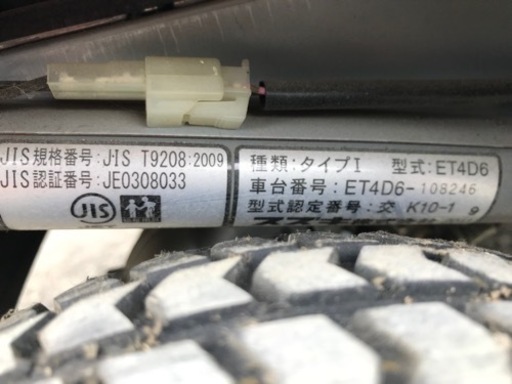 JIS規格番号:JIS T9208:2009
JIS認証番号:JE0308033
JIS
種類:タイプI 型式:ET4D6
車台番号:ET4D6-108246
型式認定番号:交 K10-1 9